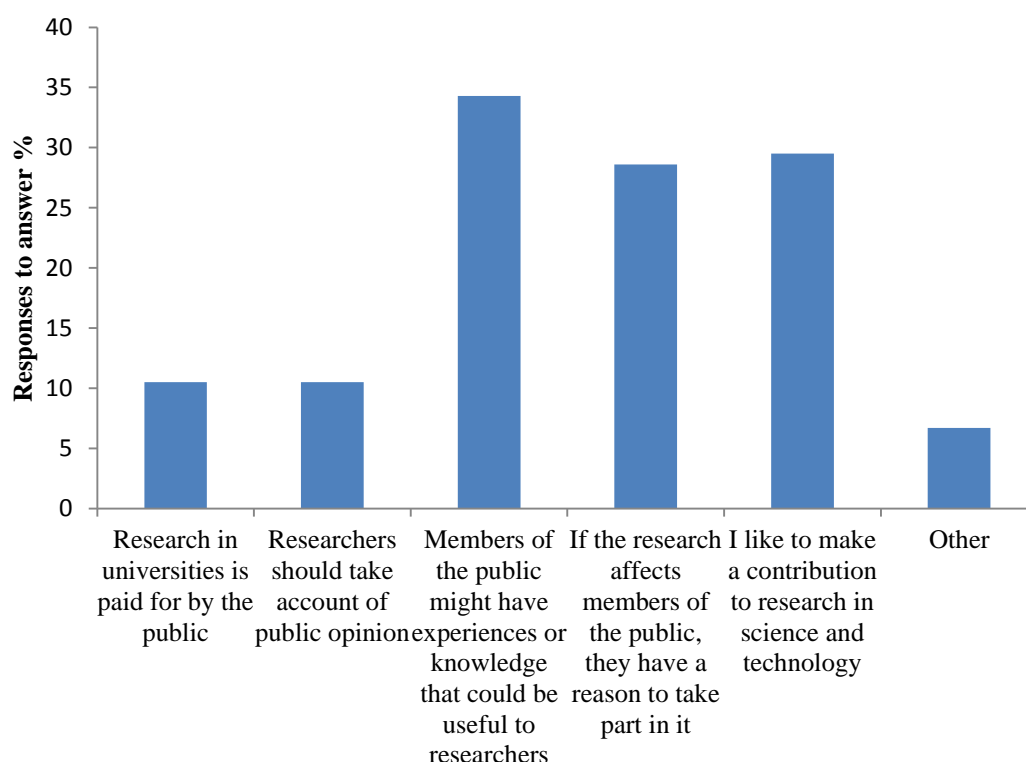 Responses to answer %
40
35
30
25
20
15
10
5
0
Research in
universities is
paid for by the
public
Researchers
should take
account of
public opinion
Members of
the public
might have
experiences or
knowledge
that could be
useful to
researchers
If the research
affects
members of
the public,
they have a
reason to take
part in it
I like to make
a contribution
to research in
science and
technology
Other